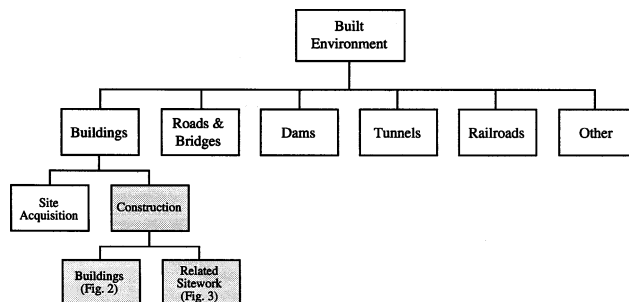 Built
Environment
Buildings
Roads &
Bridges
Dams
Tunnels
Railroads
Other
Site
Acquisition
Construction
Buildings
(Fig. 2)
Related
Sitework
(Fig. 3)